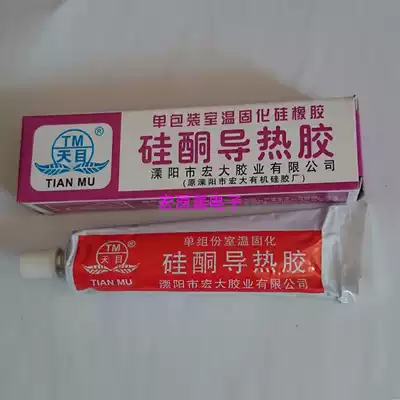 单包装室温固化硅橡胶
TM
®
天目
TIAN MU
硅酮导热胶
溧阳市宏大胶业有限公司
(原溧阳市宏大有机硅胶厂)
单组份室温固化
TM
®
天目
TIAN MU
硅酮导热胶
溧阳市宏大胶业有限公司